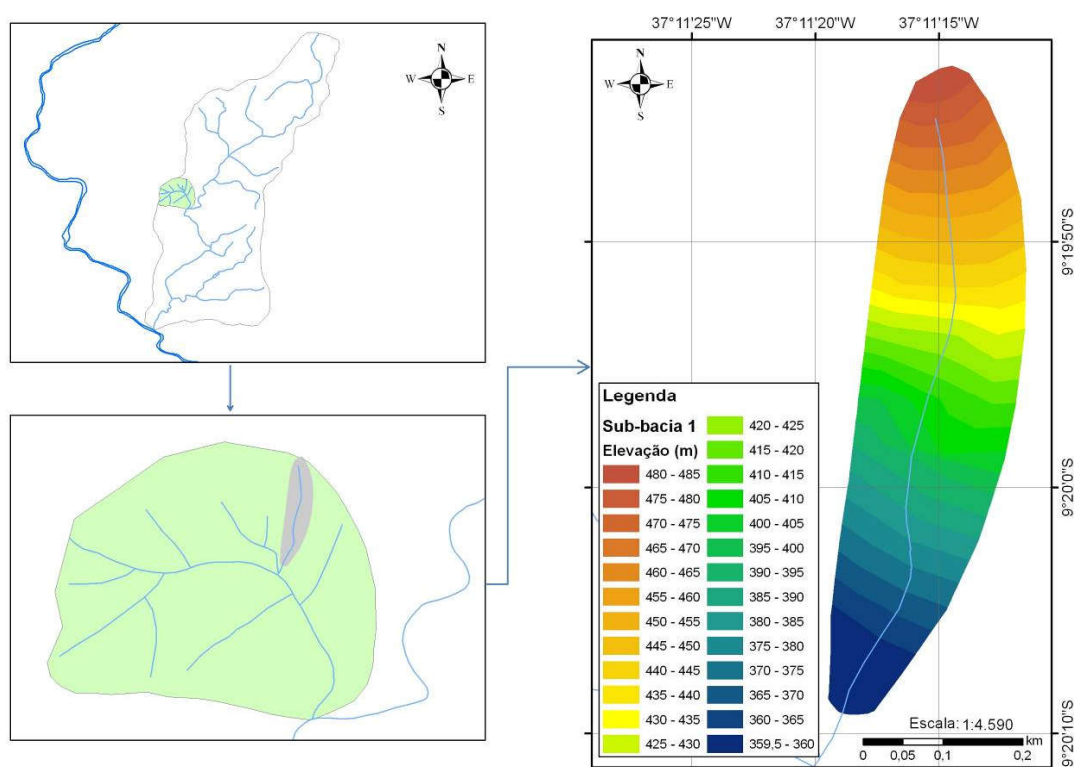 N
W E
S
37°11'25"W 37°11'20"W 37°11'15"W
N
W E
S
9°19'50"S
9°20'0"S
9°20'10"S
Legenda
Sub-bacia 1
Elevação (m)
480 - 485
475 - 480
470 - 475
465 - 470
460 - 465
455 - 460
450 - 455
445 - 450
440 - 445
435 - 440
430 - 435
425 - 430
420 - 425
415 - 420
410 - 415
405 - 410
400 - 405
395 - 400
390 - 395
385 - 390
380 - 385
375 - 380
370 - 375
365 - 370
360 - 365
359,5 - 360
Escala: 1:4.590
km
0 0,05 0,1 0,2